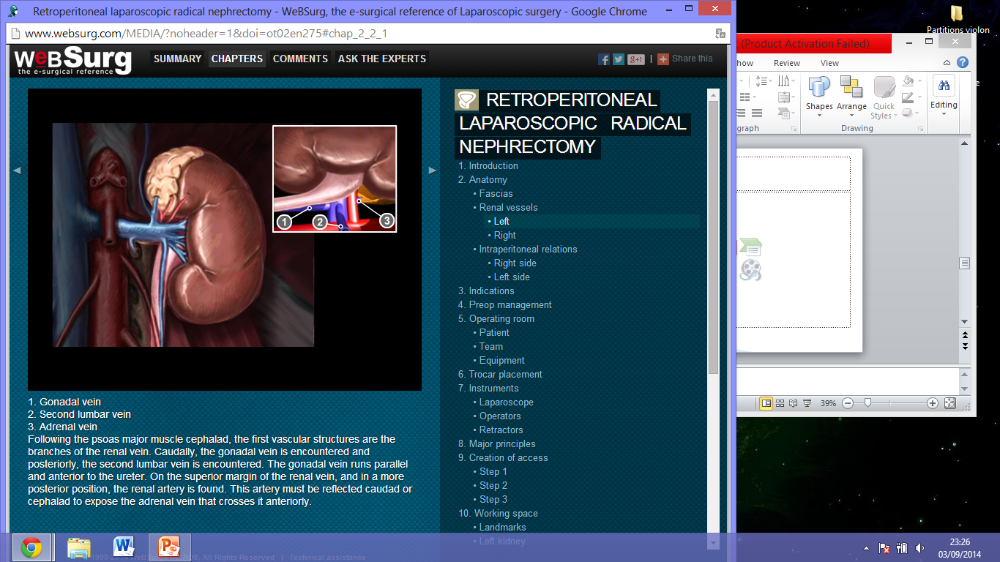 Retroperitoneal laparoscopic radical nephrectomy - WeBSurg, the e-surgical reference of Laparoscopic surgery - Google Chrome
www.websurg.com/MEDIA/?noheader=1&doi=ot02en275#chap_2_2_1
WeBSurg
the e-surgical reference
SUMMARY CHAPTERS COMMENTS ASK THE EXPERTS
g+1 | Share this
RETROPERITONEAL
LAPAROSCOPIC RADICAL
NEPHRECTOMY
1. Introduction
2. Anatomy
• Fascias
• Renal vessels
• Left
• Right
• Intraperitoneal relations
• Right side
• Left side
3. Indications
4. Preop management
5. Operating room
• Patient
• Team
• Equipment
6. Trocar placement
7. Instruments
• Laparoscope
• Operators
• Retractors
8. Major principles
9. Creation of access
• Step 1
• Step 2
• Step 3
10. Working space
• Landmarks
• Left kidney
1 2 3
1. Gonadal vein
2. Second lumbar vein
3. Adrenal vein
Following the psoas major muscle cephalad, the first vascular structures are the
branches of the renal vein. Caudally, the gonadal vein is encountered and
posteriorly, the second lumbar vein is encountered. The gonadal vein runs parallel
and anterior to the ureter. On the superior margin of the renal vein, and in a more
posterior position, the renal artery is found. This artery must be reflected caudad or
cephalad to expose the adrenal vein that crosses it anteriorly.
All Rights Reserved | Technical assistance
Partitions violon
e
(Product Activation Failed)
how Review View
Shapes Arrange Quick
Styles
Editing
graph Drawing
39%
23:26
03/09/2014